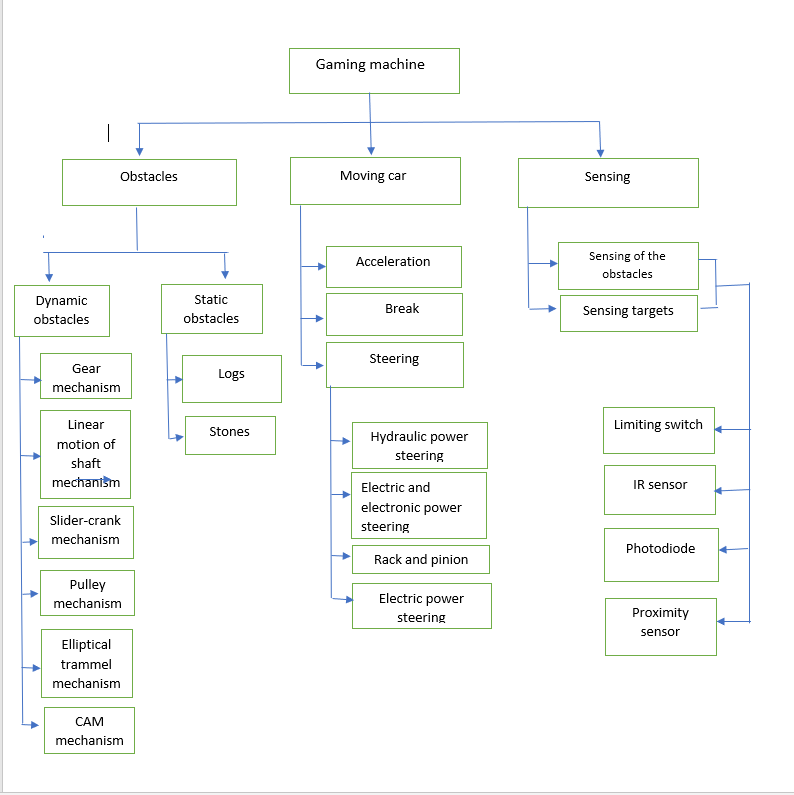 Gaming machine
Obstacles
Moving car
Sensing
Dynamic
obstacles
Static
obstacles
Gear
mechanism
Linear
motion of
shaft
mechanism
Slider-crank
mechanism
Pulley
mechanism
Elliptical
trammel
mechanism
CAM
mechanism
Logs
Stones
Acceleration
Break
Steering
Hydraulic power
steering
Electric and
electronic power
steering
Rack and pinion
Electric power
steering
Sensing of the
obstacles
Sensing targets
Limiting switch
IR sensor
Photodiode
Proximity
sensor